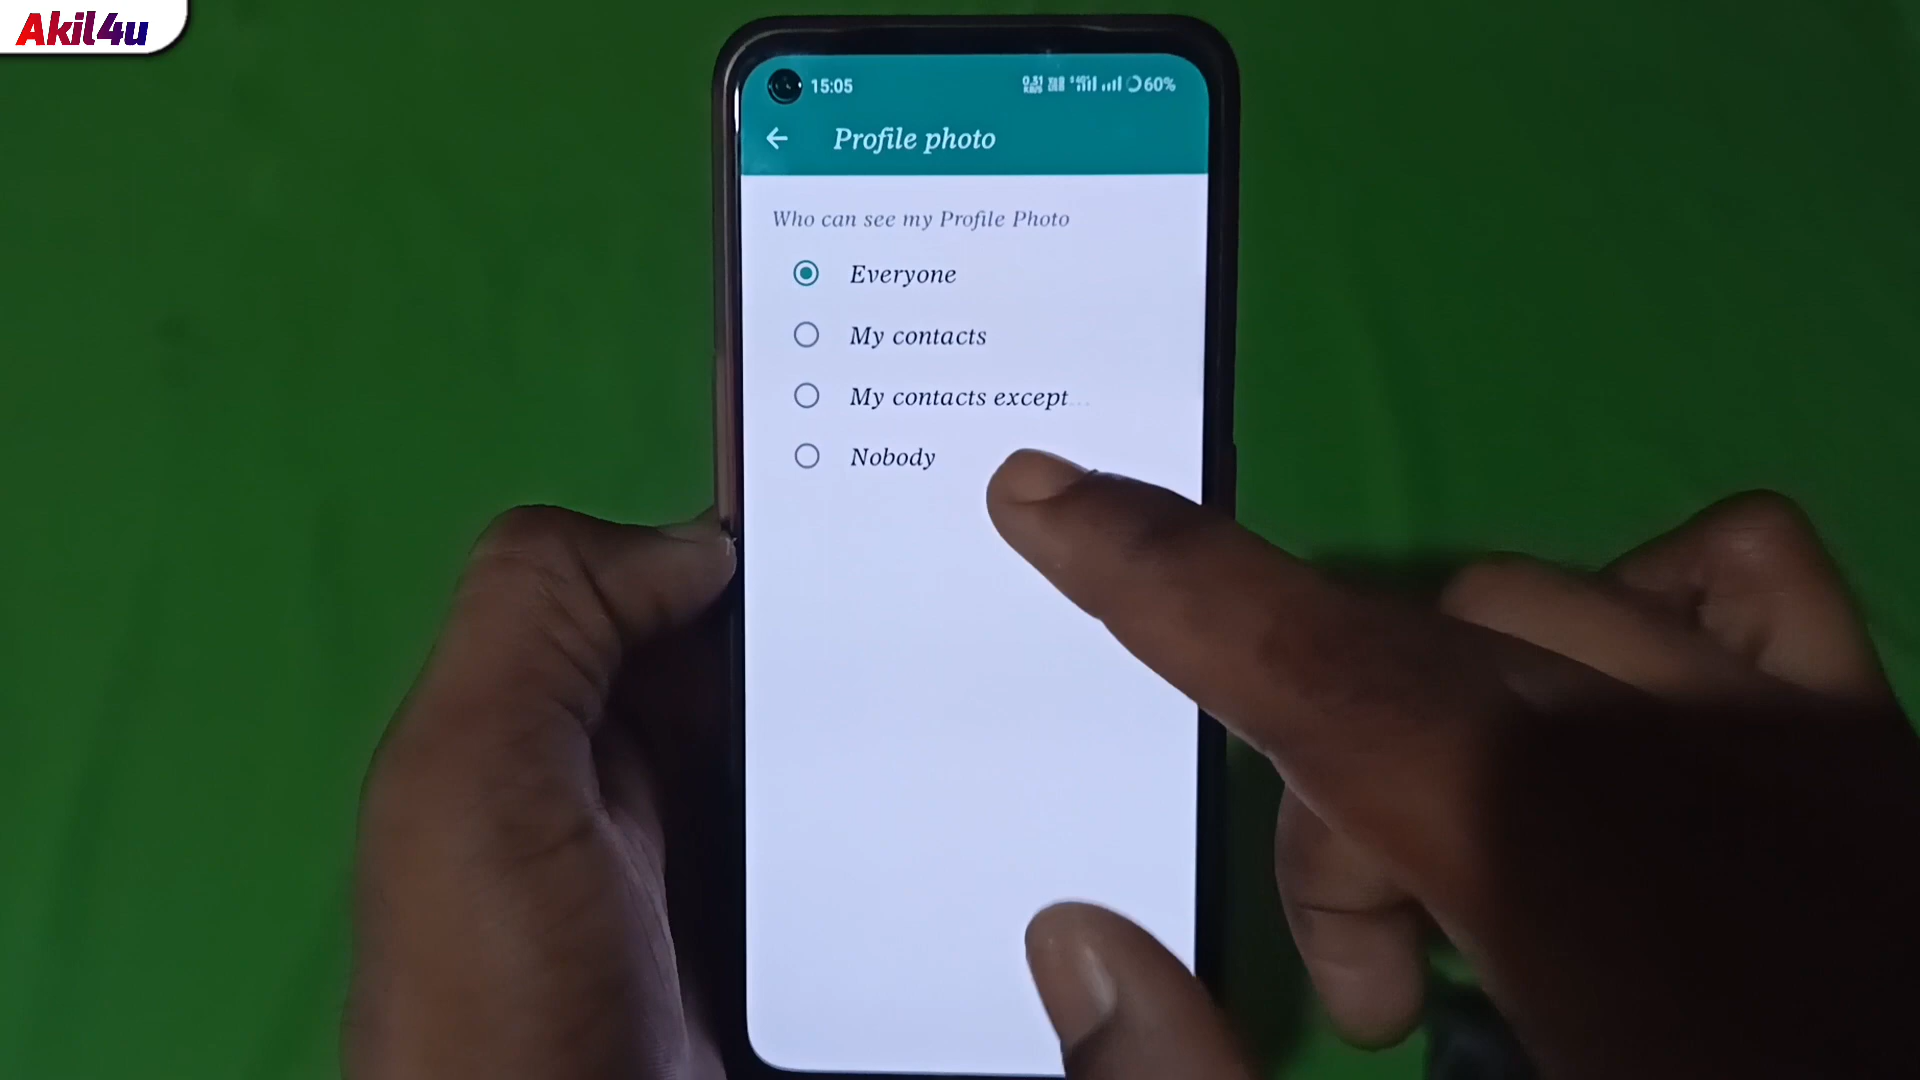 Akil4u
15:05
60%
Profile photo
Who can see my Profile Photo
Everyone
My contacts
My contacts except...
Nobody